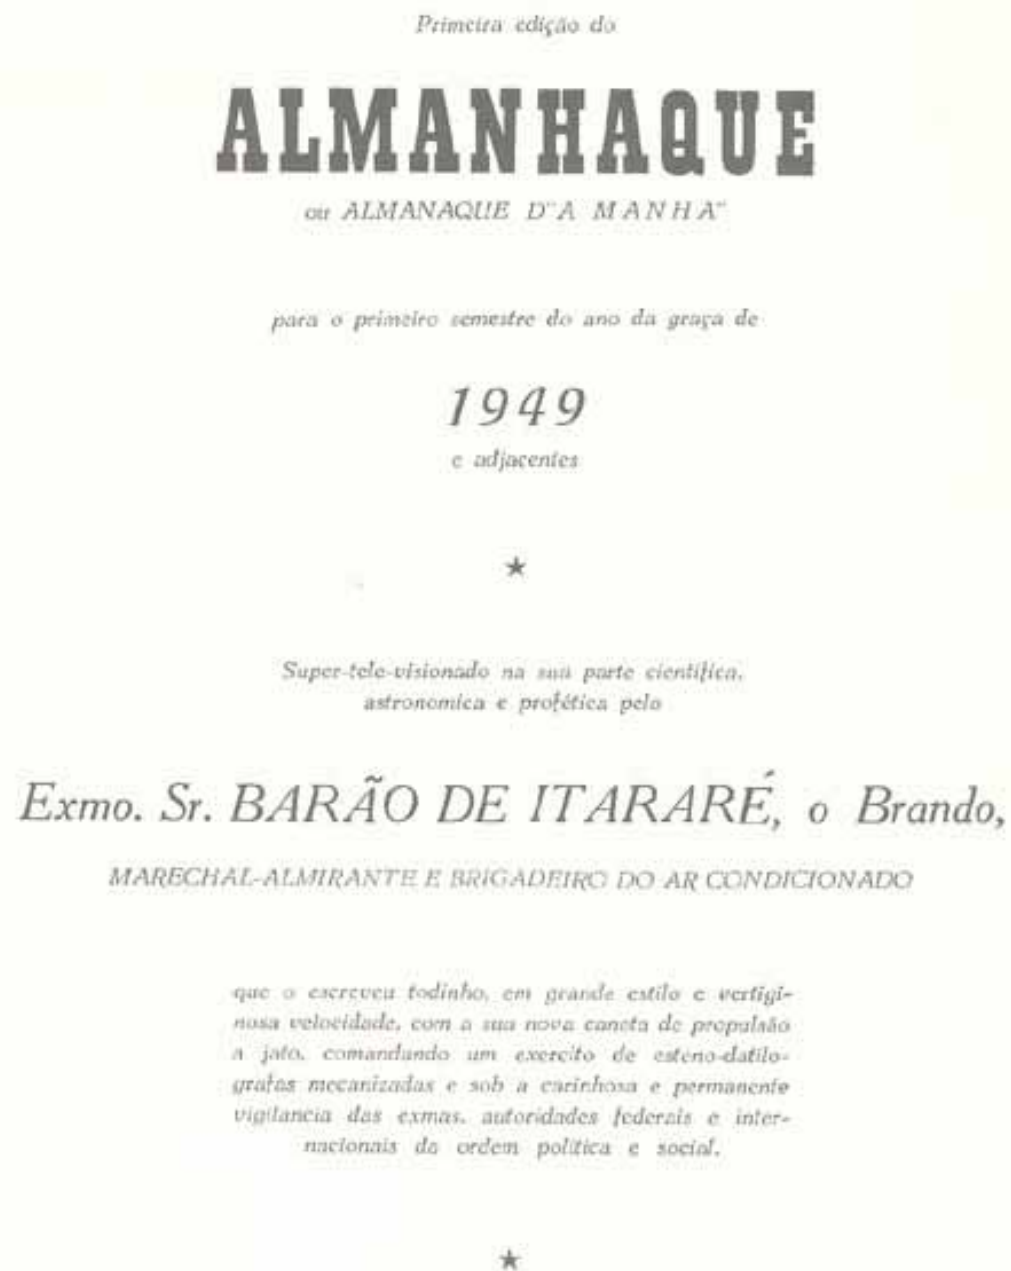 Primeira edição do
ALMANHAQUE
ou ALMANAQUE D"A MANHA"
para o primeiro semestre do ano da graça de
1949
e adjacentes
★
Super-tele-visionado na sua parte cientifica,
astronomica e profética pelo
Exmo. Sr. BARÃO DE ITARARÉ, o Brando,
MARECHAL-ALMIRANTE E BRIGADEIRO DO AR CONDICIONADO
que o escreveu todinho, em grande estilo e vertigi-
nosa velocidade, com a sua nova caneta de propulsão
a jato, comandando um exercito de esteno-datilo-
grafas mecanizadas e sob a carinhosa e permanente
vigilancia das exmas. autoridades federais e inter-
nacionais da ordem política e social.
★